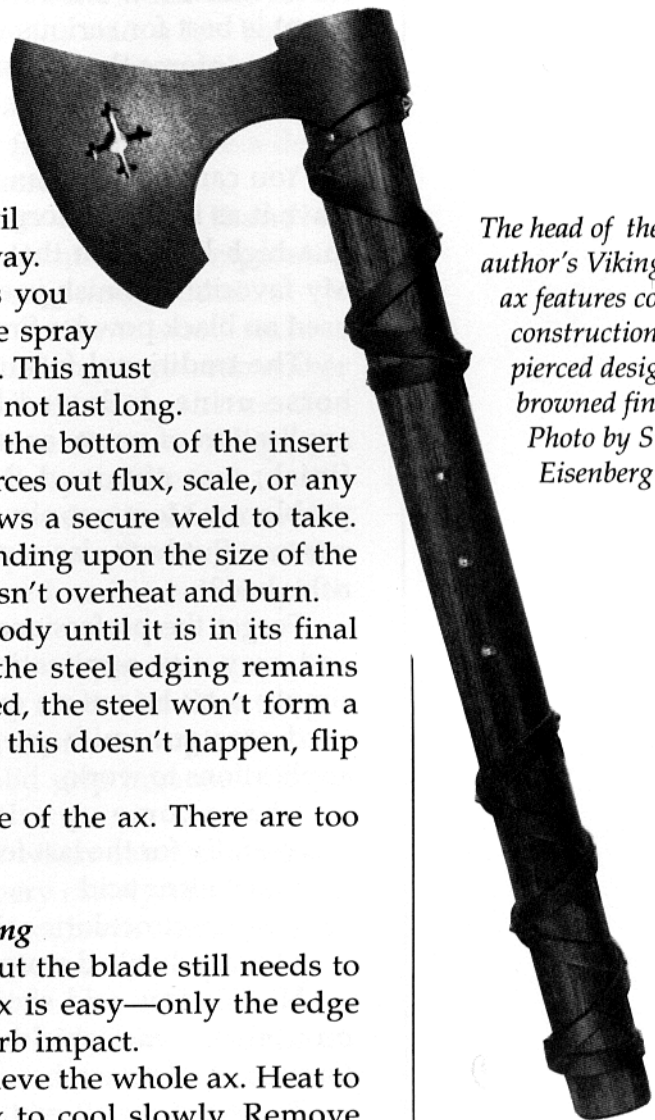 il
vay.
s you
e spray
. This must
not last long.
the bottom of the insert
rces out flux, scale, or any
ws a secure weld to take.
nding upon the size of the
sn't overheat and burn.
ody until it is in its final
the steel edging remains
ed, the steel won't form a
this doesn't happen, flip
e of the ax. There are too
ng
ut the blade still needs to
x is easy—only the edge
rb impact.
ieve the whole ax. Heat to
x to cool slowly. Remove
The head of the
author's Viking
ax features co
construction
pierced desig
browned fin
Photo by S
Eisenberg